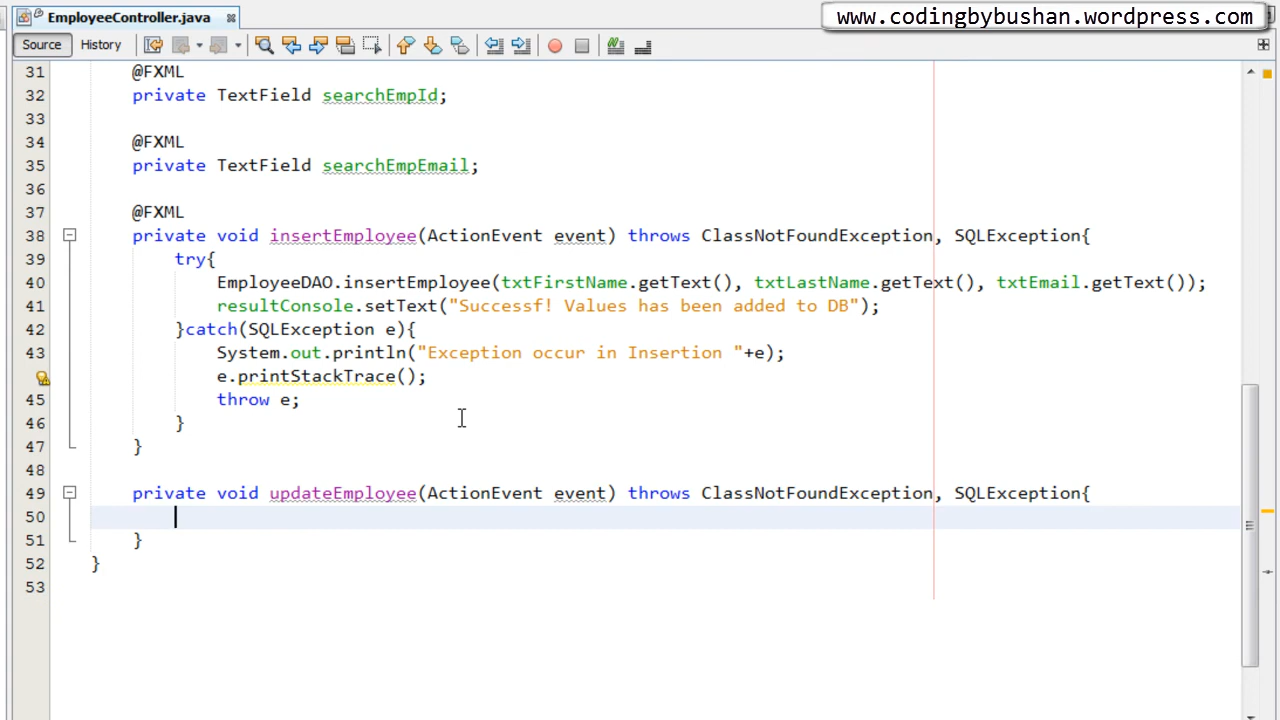 EmployeeController.java
www.codingbybushan.wordpress.com
Source History
31 @FXML
32 private TextField searchEmpId;
33
34 @FXML
35 private TextField searchEmpEmail;
36
37 @FXML
38 private void insertEmployee(ActionEvent event) throws ClassNotFoundException, SQLException{
39 try{
40 EmployeeDAO.insertEmployee(txtFirstName.getText(), txtLastName.getText(), txtEmail.getText());
41 resultConsole.setText("Successf! Values has been added to DB");
42 }catch(SQLException e){
43 System.out.println("Exception occur in Insertion "+e);
e.printStackTrace();
45 throw e;
46 }
47 }
48
49 private void updateEmployee(ActionEvent event) throws ClassNotFoundException, SQLException{
50
51 }
52 }
53